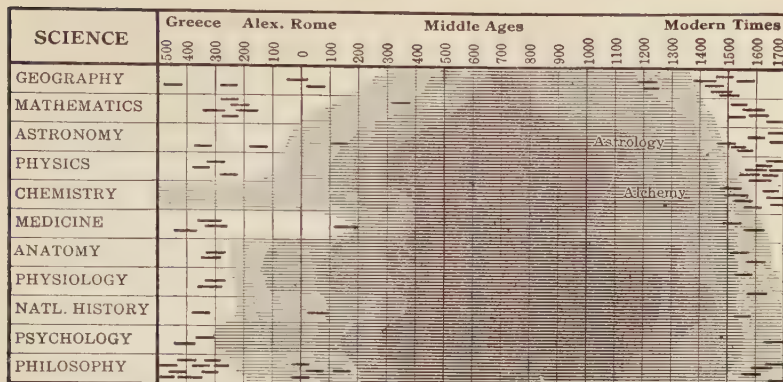 Greece Alex. Rome Middle Ages Modern Times
SCIENCE 500 400 300 200 100 0 100 200 300 400 500 600 700 800 900 1000 1100 1200 1300 1400 1500 1600 1700
GEOGRAPHY
MATHEMATICS
ASTRONOMY Astrology
PHYSICS
CHEMISTRY Alchemy
MEDICINE
ANATOMY
PHYSIOLOGY
NATL. HISTORY
PSYCHOLOGY
PHILOSOPHY